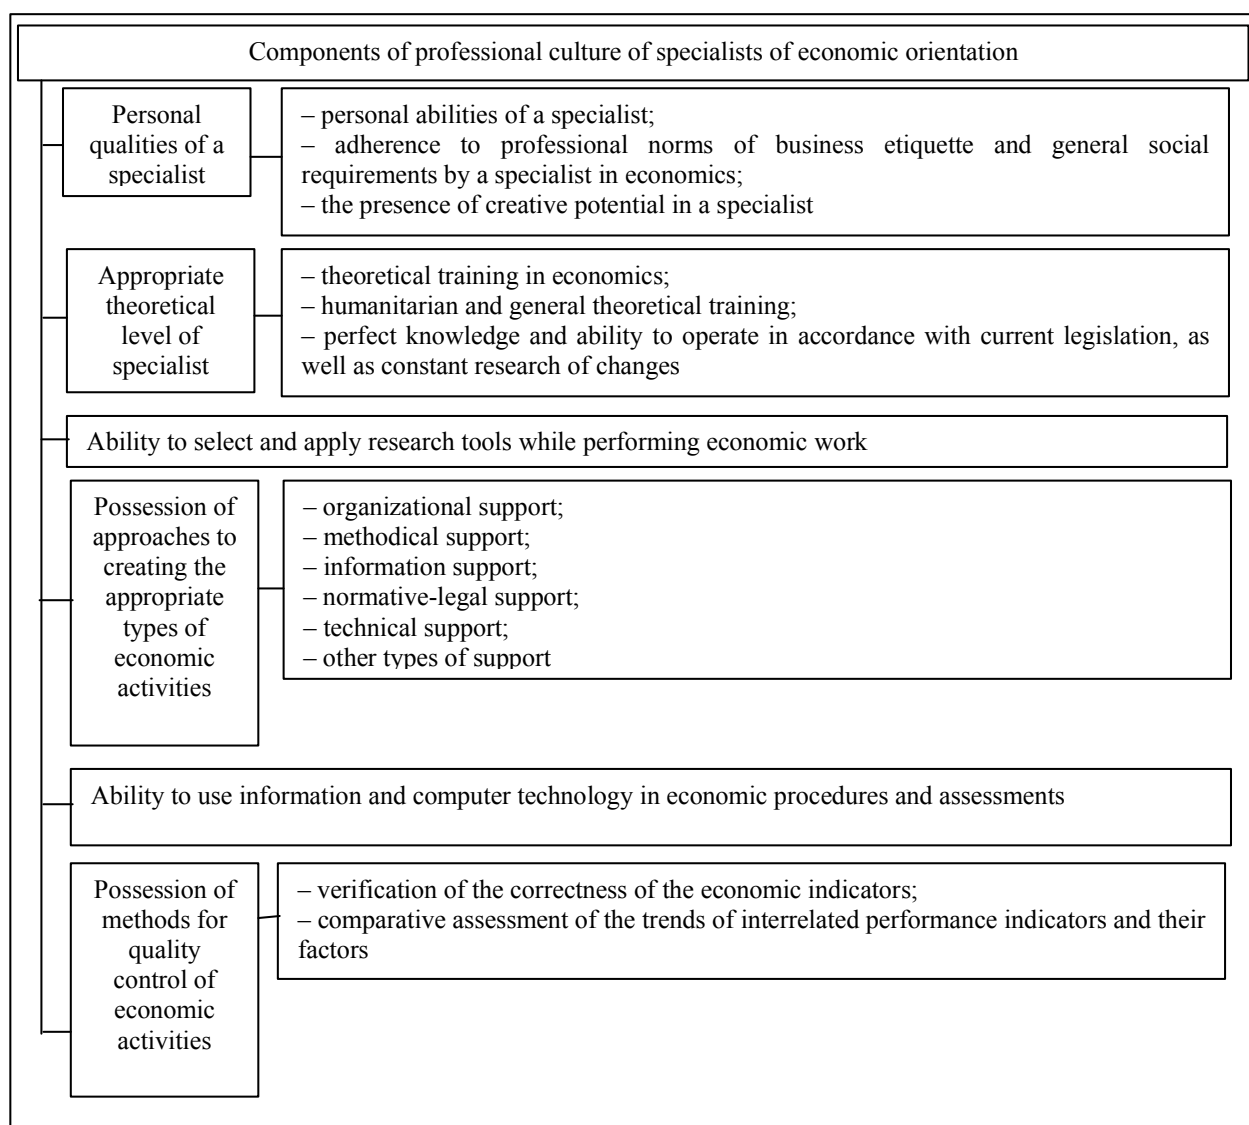 Components of professional culture of specialists of economic orientation
Personal
qualities of a
specialist
– personal abilities of a specialist;
– adherence to professional norms of business etiquette and general social
requirements by a specialist in economics;
– the presence of creative potential in a specialist
Appropriate
theoretical
level of
specialist
– theoretical training in economics;
– humanitarian and general theoretical training;
– perfect knowledge and ability to operate in accordance with current legislation, as
well as constant research of changes
Ability to select and apply research tools while performing economic work
Possession of
approaches to
creating the
appropriate
types of
economic
activities
– organizational support;
– methodical support;
– information support;
– normative-legal support;
– technical support;
– other types of support
Ability to use information and computer technology in economic procedures and assessments
Possession of
methods for
quality
control of
economic
activities
– verification of the correctness of the economic indicators;
– comparative assessment of the trends of interrelated performance indicators and their
factors